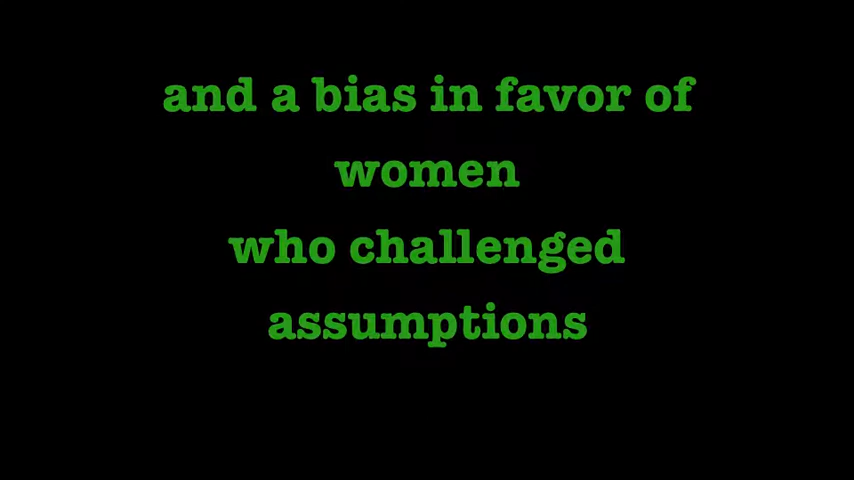 and a bias in favor of
women
who challenged
assumptions